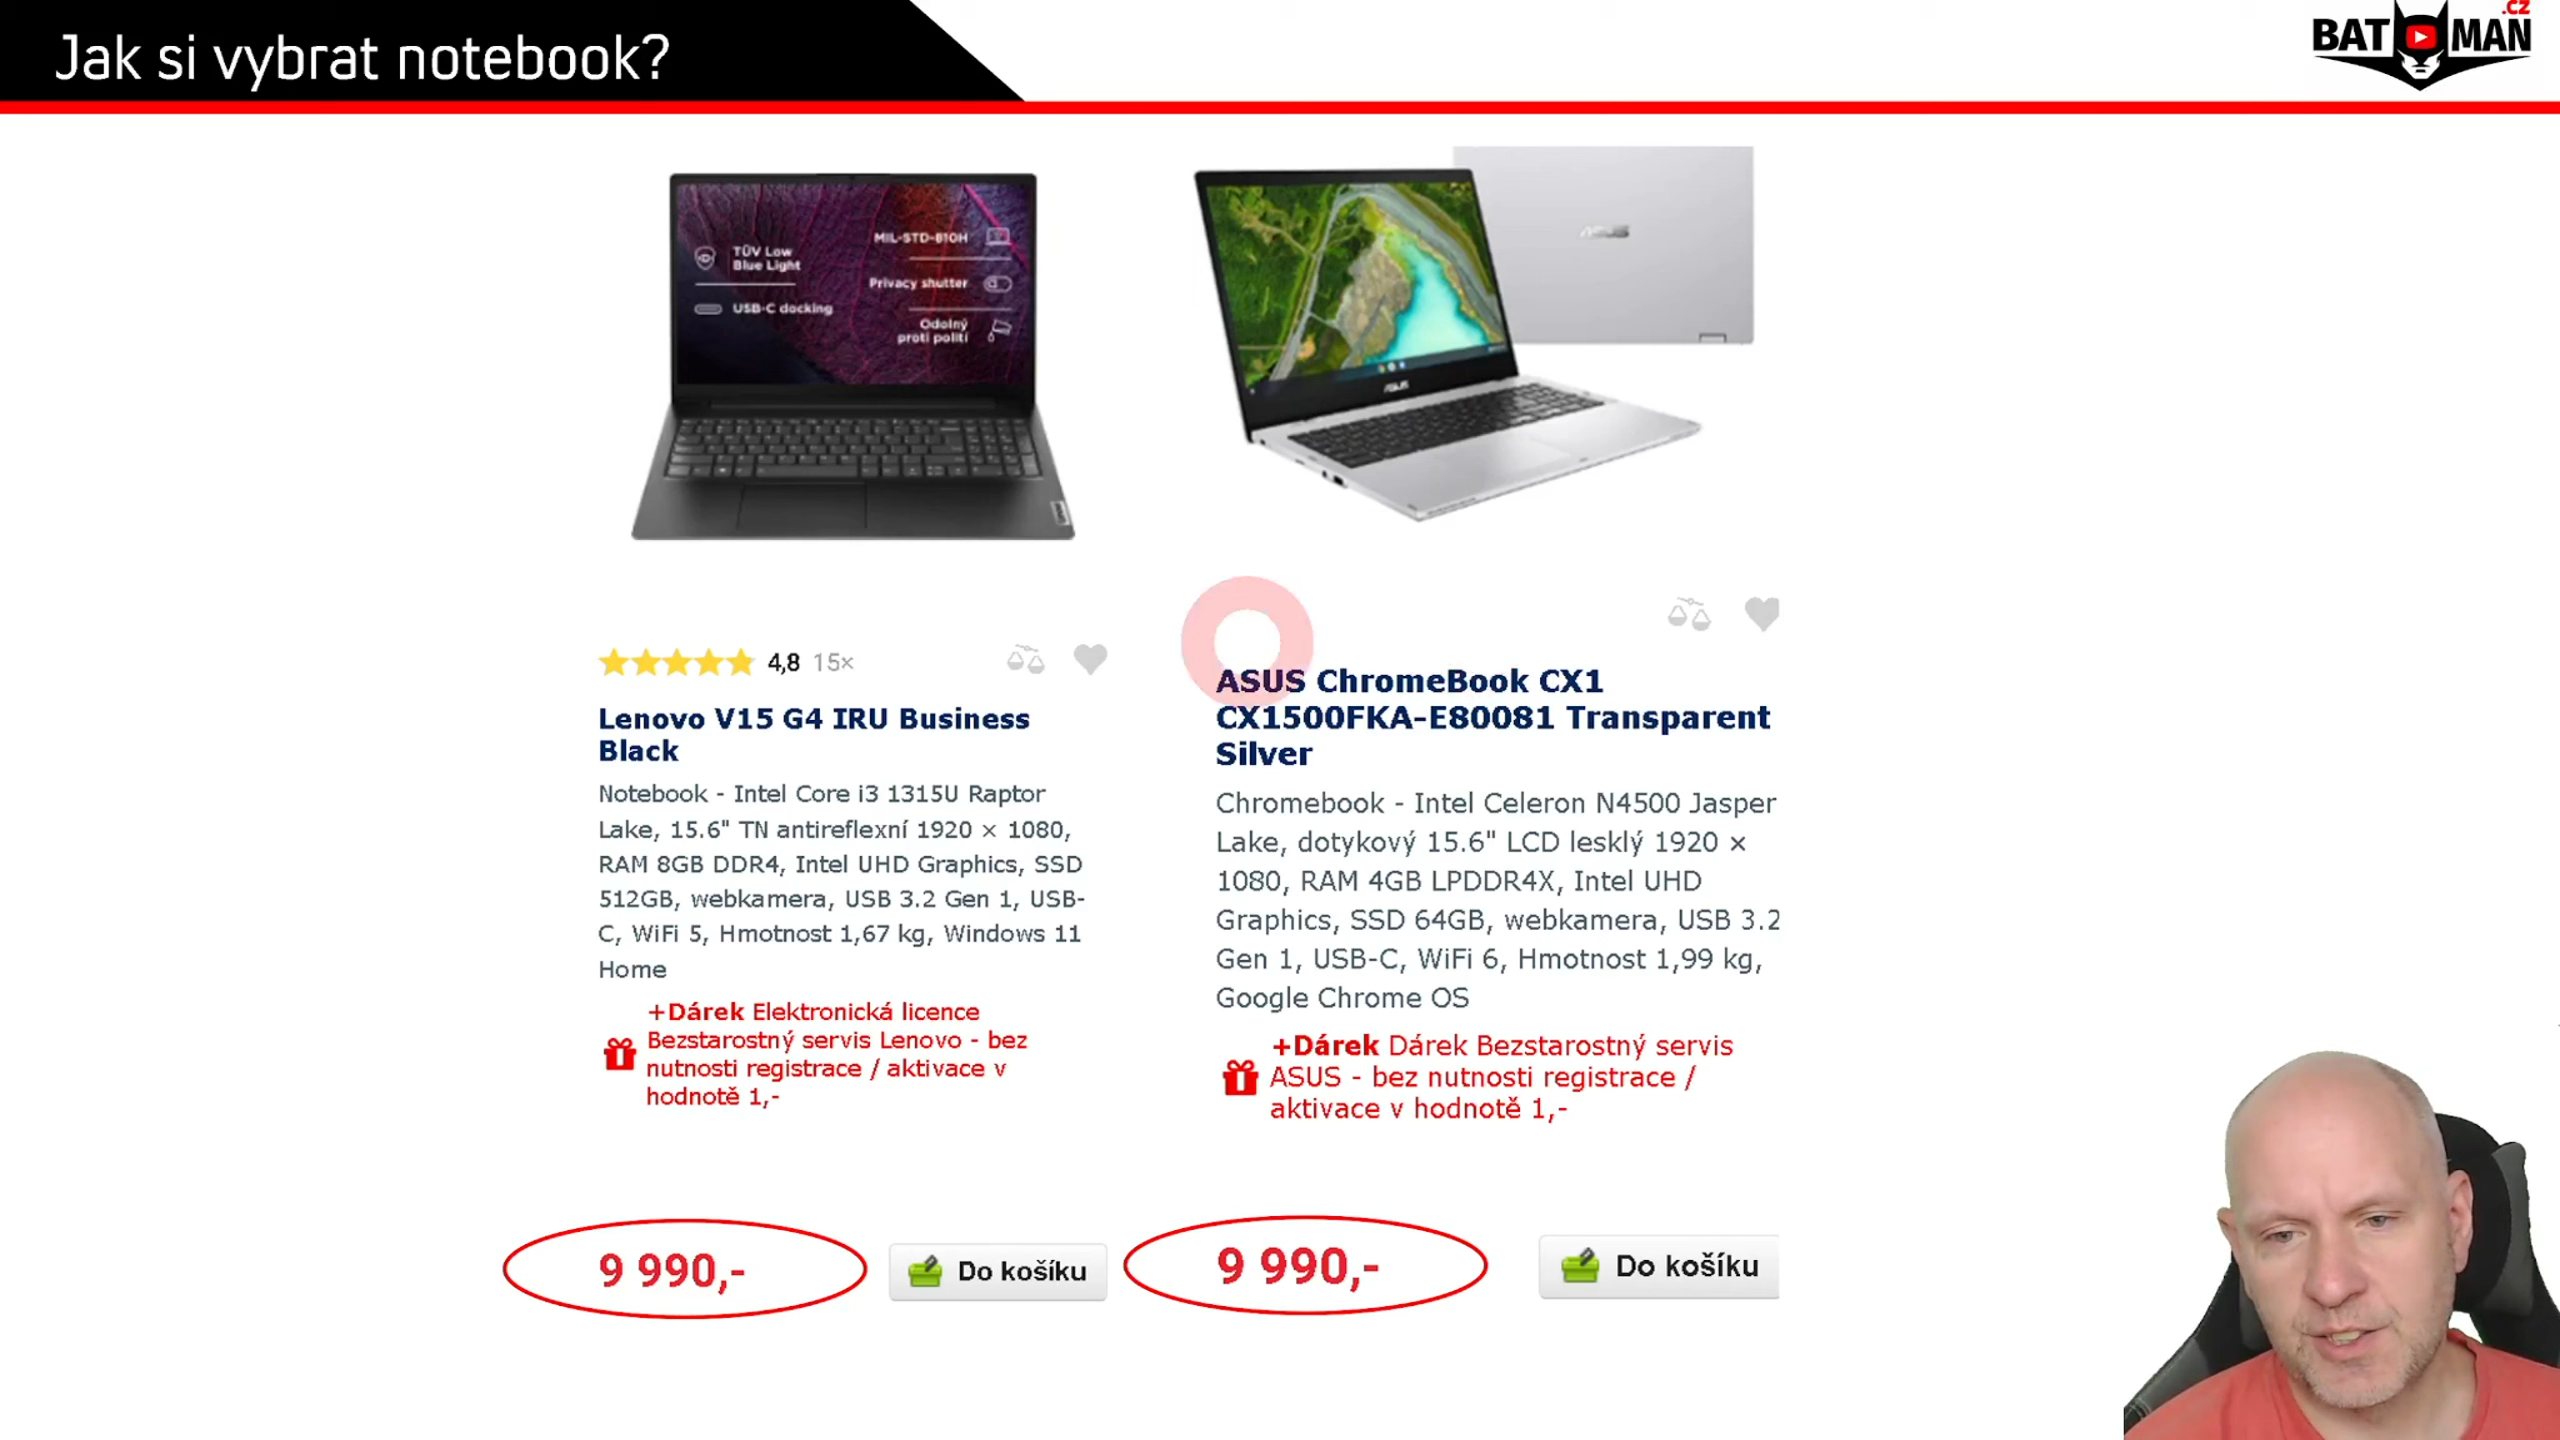 Jak si vybrat notebook?
BAT MAN
.CZ
TÜV Low
Blue Light
USB-C docking
MIL-STD-810H
Privacy shutter
Odolný
proti polití
ASUS
ASUS
4,8 15×
Lenovo V15 G4 IRU Business
Black
Notebook - Intel Core i3 1315U Raptor
Lake, 15.6" TN antireflexní 1920 × 1080,
RAM 8GB DDR4, Intel UHD Graphics, SSD
512GB, webkamera, USB 3.2 Gen 1, USB-
C, WiFi 5, Hmotnost 1,67 kg, Windows 11
Home
+Dárek Elektronická licence
Bezstarostný servis Lenovo - bez
nutnosti registrace / aktivace v
hodnotě 1,-
9 990,-
Do košíku
ASUS ChromeBook CX1
CX1500FKA-E80081 Transparent
Silver
Chromebook - Intel Celeron N4500 Jasper
Lake, dotykový 15.6" LCD lesklý 1920 ×
1080, RAM 4GB LPDDR4X, Intel UHD
Graphics, SSD 64GB, webkamera, USB 3.2
Gen 1, USB-C, WiFi 6, Hmotnost 1,99 kg,
Google Chrome OS
+Dárek Dárek Bezstarostný servis
ASUS - bez nutnosti registrace /
aktivace v hodnotě 1,-
9 990,-
Do košíku